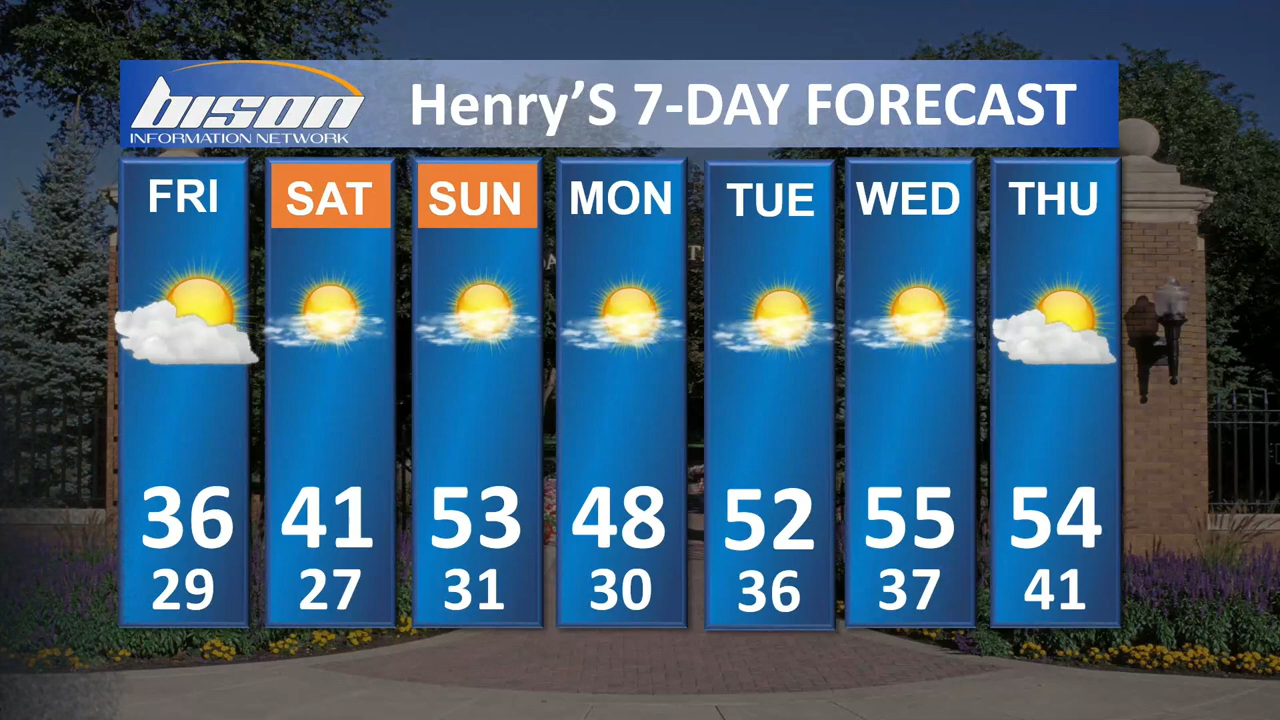 bison
INFORMATION NETWORK
Henry'S 7-DAY FORECAST
FRI SAT SUN MON TUE WED THU
36 41 53 48 52 55 54
29 27 31 30 36 37 41